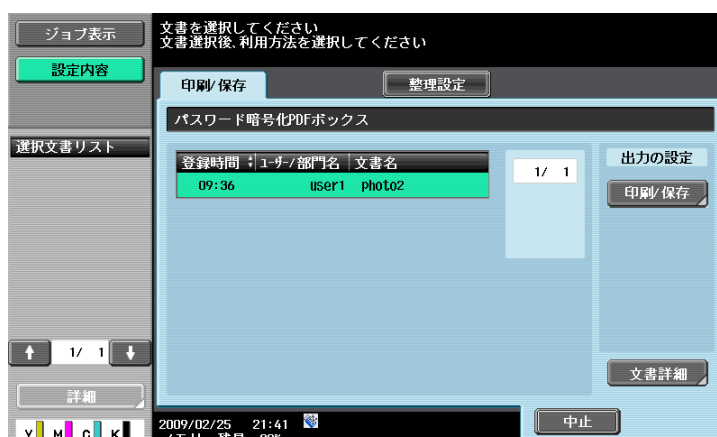 ジョブ表示
設定内容
選択文書リスト
1/ 1
詳細
Y M C K
文書を選択してください
文書選択後、利用方法を選択してください
印刷/保存
整理設定
パスワード暗号化PDFボックス
登録時間 ユーザー/部門名 文書名
09:36 user1 photo2
1/ 1
出力の設定
印刷/保存
文書詳細
2009/02/25 21:41
中止